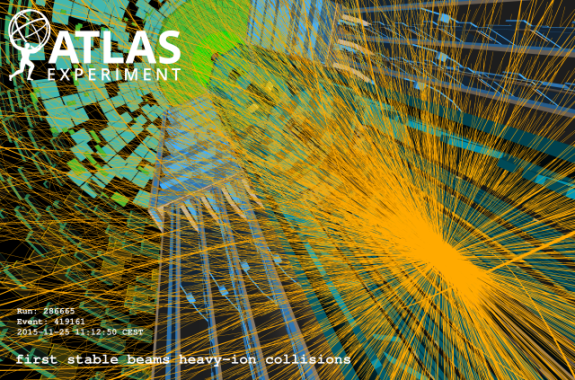 ATLAS
EXPERIMENT
Run: 286665
Event: 419161
2015-11-25 11:12:50 CEST
first stable beams heavy-ion collisions